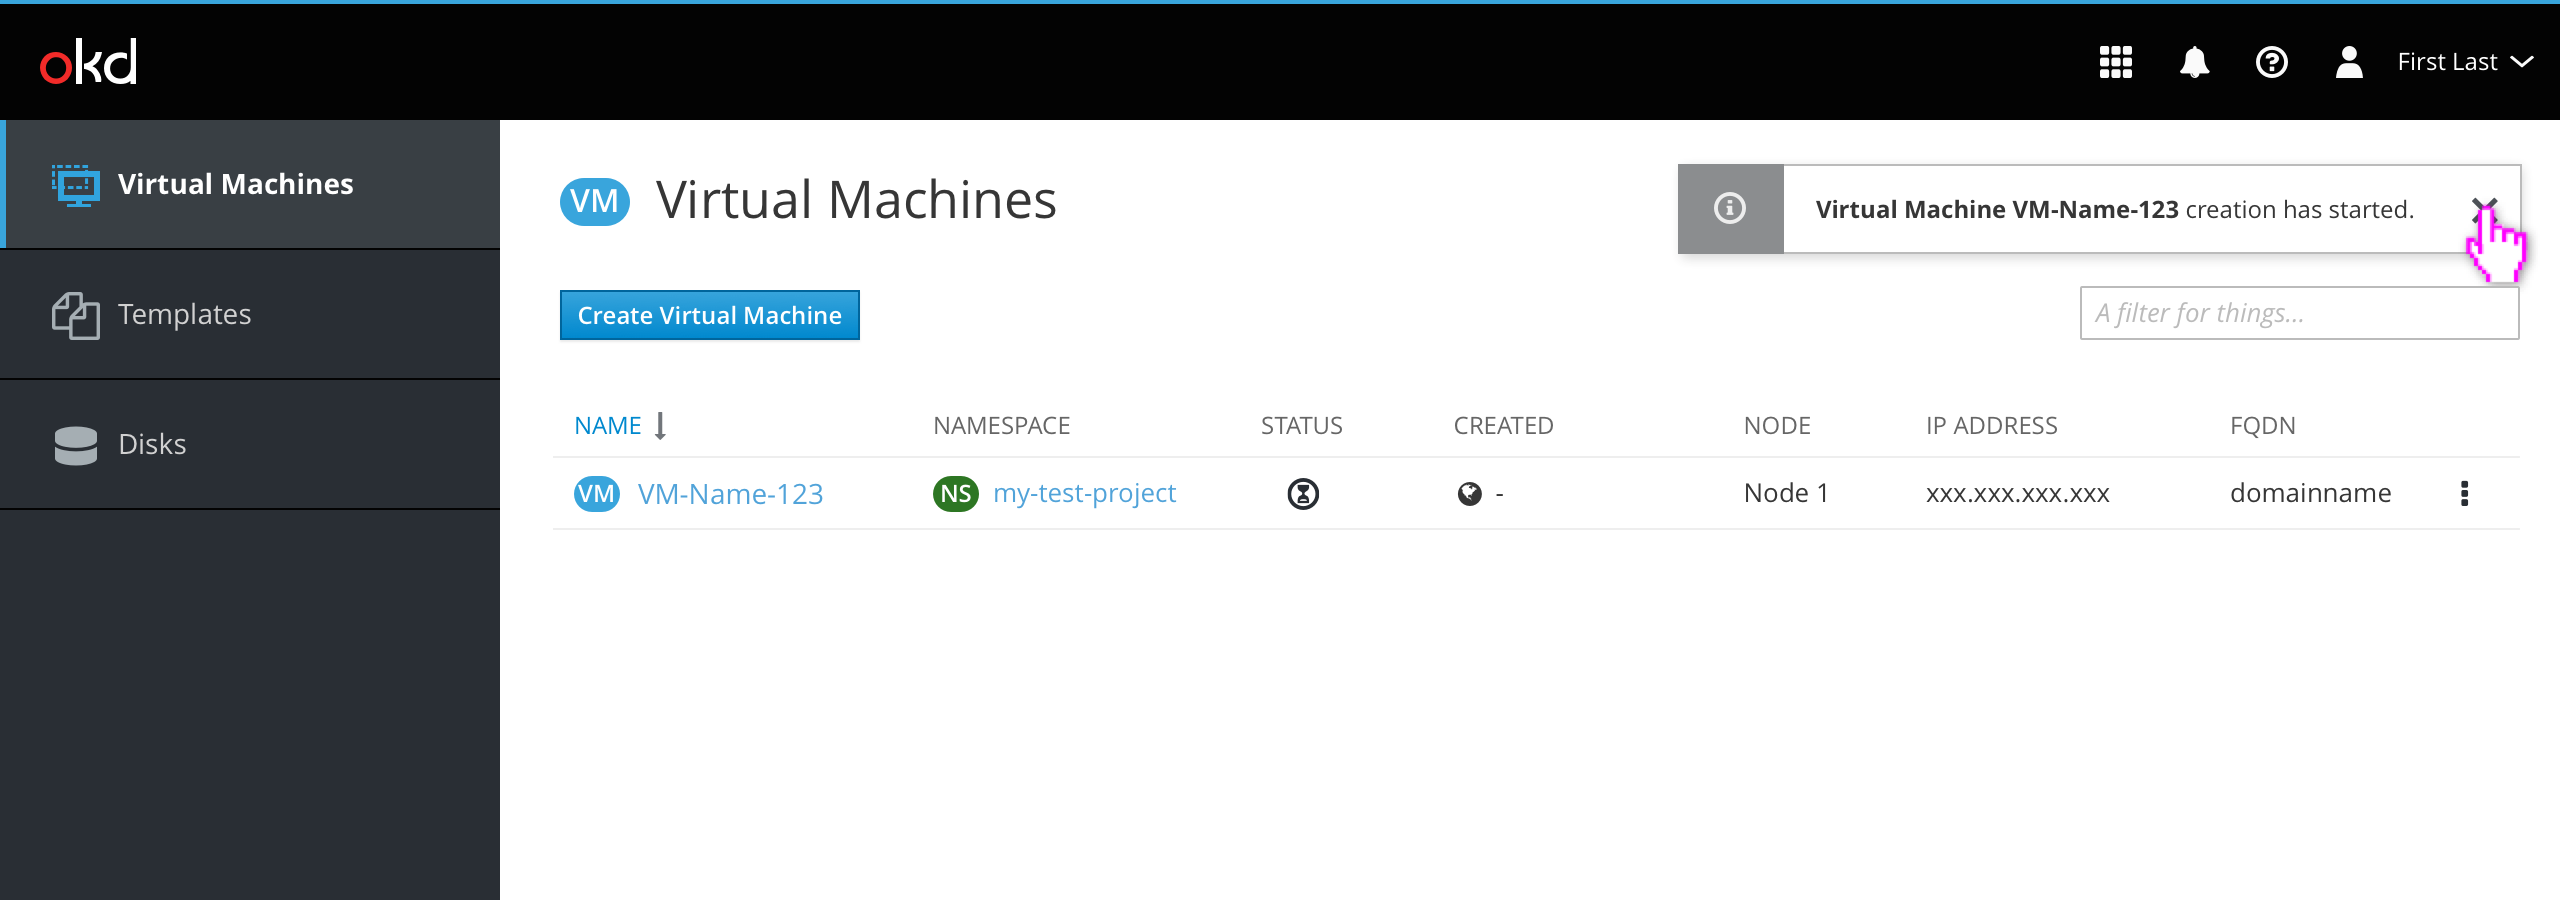 okd
First Last
Virtual Machines
Templates
Disks
VM Virtual Machines
Virtual Machine VM-Name-123 creation has started.
Create Virtual Machine
A filter for things...
NAME NAMESPACE STATUS CREATED NODE IP ADDRESS FQDN
VM VM-Name-123 NS my-test-project - Node 1 xxx.xxx.xxx.xxx domainname